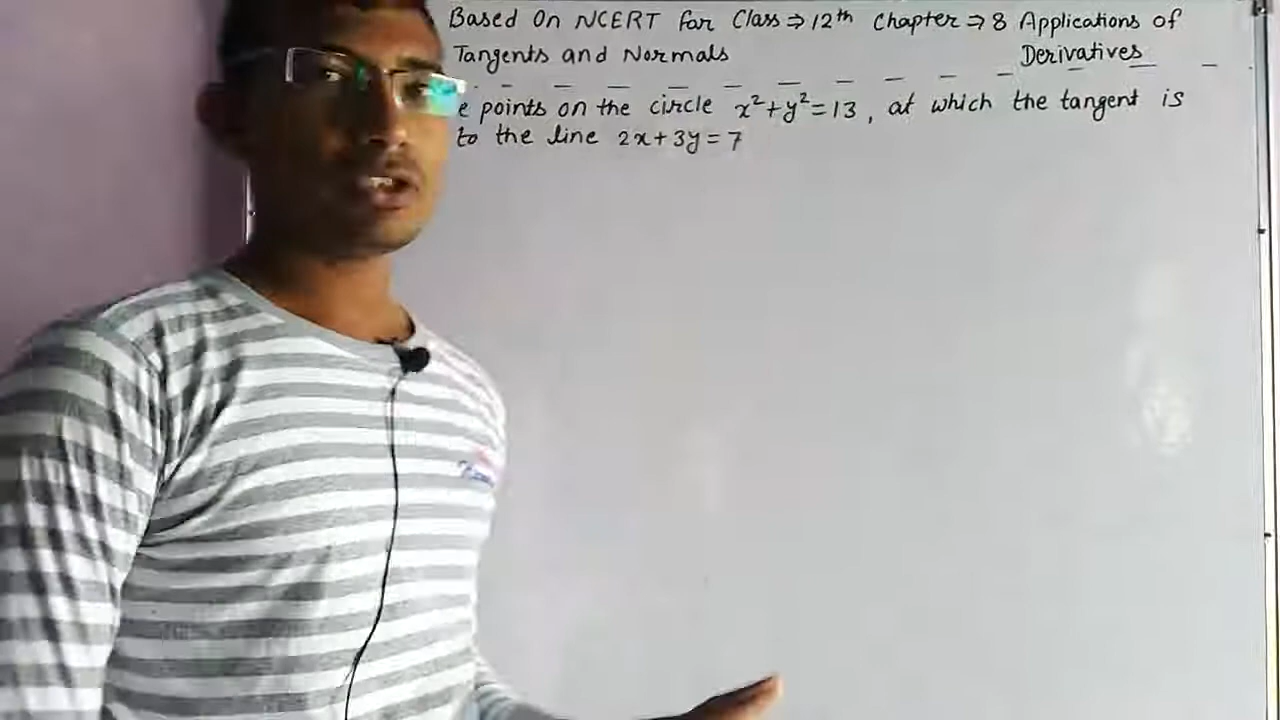 Based On NCERT For Class ⇒ 12th Chapter ⇒ 8 Applications of
Tangents and Normals Derivatives
e points on the circle x²+y²=13, at which the tangent is
to the line 2x+3y=7